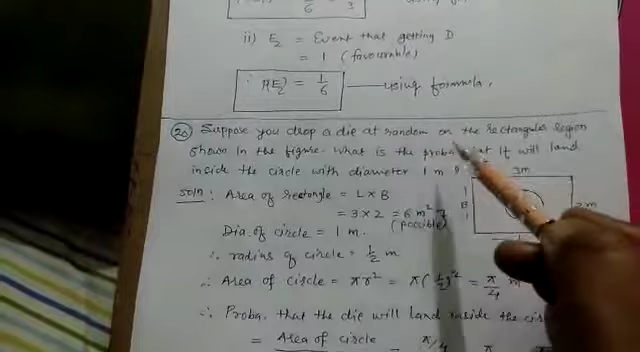 6
3
ii) E2 = Event that getting D
= 1 (favourable)
∴ P(E2) = 1/6 —— using formula.
20 Suppose you drop a die at random on the rectangular region
shown in the figure. What is the proba that it will land
inside the circle with diameter 1 m ?
3m
Soln: Area of rectangle = L × B
B
= 3 × 2 = 6 m²
(possible)
Dia. of circle = 1 m.
∴ radius of circle = 1/2 m
∴ Area of circle = πr² = π(1/2)² = π/4 m
∴ Proba. that the die will land inside the
= Area of circle
π/4